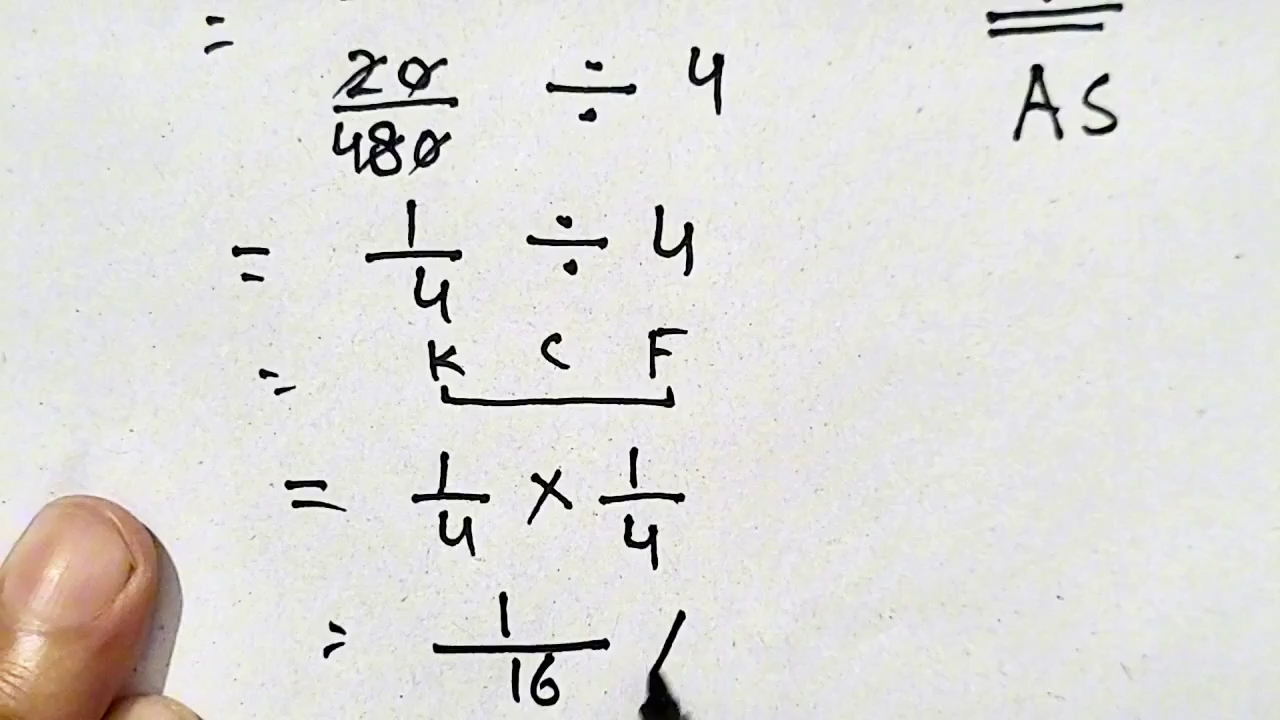 =
20/480 ÷ 4
AS
= 1/4 ÷ 4
= K C F
= 1/4 × 1/4
= 1/16 /